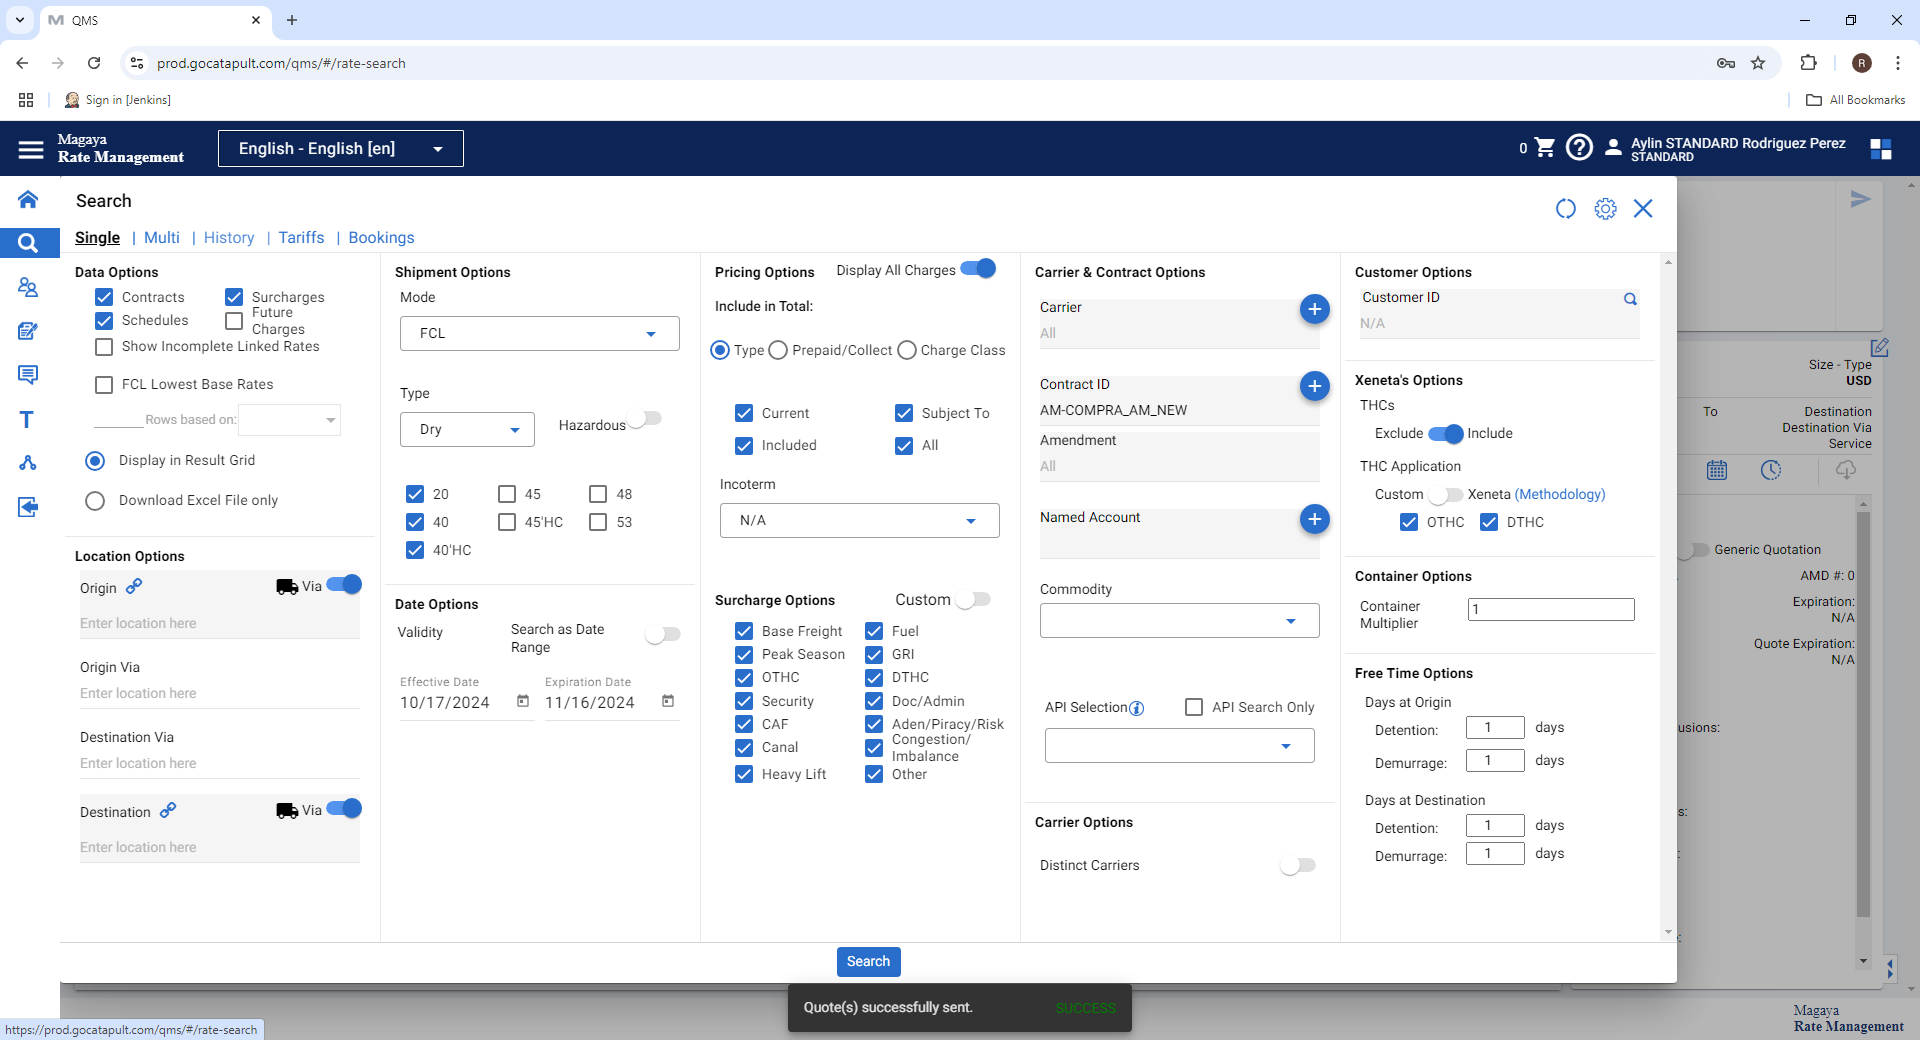 QMS
prod.gocatapult.com/qms/#/rate-search
R
Sign in [Jenkins]
All Bookmarks
Magaya
Rate Management
English - English [en]
0
Aylin STANDARD Rodriguez Perez
STANDARD
Search
Single | Multi | History | Tariffs | Bookings
Data Options
Contracts
Surcharges
Schedules
Future
Charges
Show Incomplete Linked Rates
FCL Lowest Base Rates
Rows based on:
Display in Result Grid
Download Excel File only
Location Options
Origin
Via
Enter location here
Origin Via
Enter location here
Destination Via
Enter location here
Destination
Via
Enter location here
Shipment Options
Mode
FCL
Type
Dry
Hazardous
20
45
48
40
45'HC
53
40'HC
Date Options
Validity
Search as Date
Range
Effective Date
10/17/2024
Expiration Date
11/16/2024
Pricing Options
Display All Charges
Include in Total:
Type
Prepaid/Collect
Charge Class
Current
Subject To
Included
All
Incoterm
N/A
Surcharge Options
Custom
Base Freight
Fuel
Peak Season
GRI
OTHC
DTHC
Security
Doc/Admin
CAF
Aden/Piracy/Risk
Canal
Congestion/
Imbalance
Heavy Lift
Other
Carrier & Contract Options
Carrier
All
Contract ID
AM-COMPRA_AM_NEW
Amendment
All
Named Account
Commodity
API Selection
API Search Only
Carrier Options
Distinct Carriers
Customer Options
Customer ID
N/A
Xeneta's Options
THCs
Exclude
Include
THC Application
Custom
Xeneta (Methodology)
OTHC
DTHC
Container Options
Container
Multiplier
1
Free Time Options
Days at Origin
Detention:
1
days
Demurrage:
1
days
Days at Destination
Detention:
1
days
Demurrage:
1
days
Size - Type
USD
To
Destination
Destination Via
Service
Generic Quotation
AMD #: 0
Expiration:
N/A
Quote Expiration:
N/A
usions:
s:
Search
Quote(s) successfully sent.
SUCCESS
https://prod.gocatapult.com/qms/#/rate-search
Magaya
Rate Management